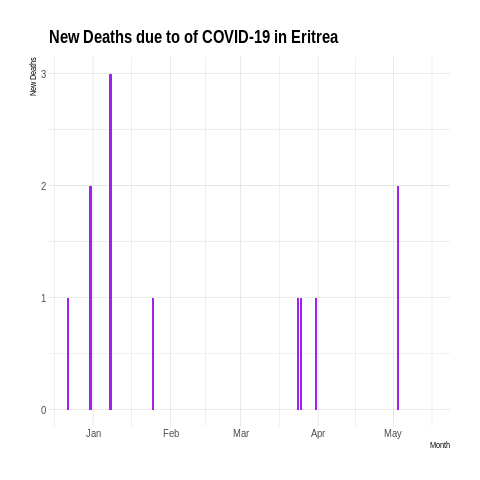 New Deaths due to of COVID-19 in Eritrea
New Deaths
3
2
1
0
Jan Feb Mar Apr May
Month